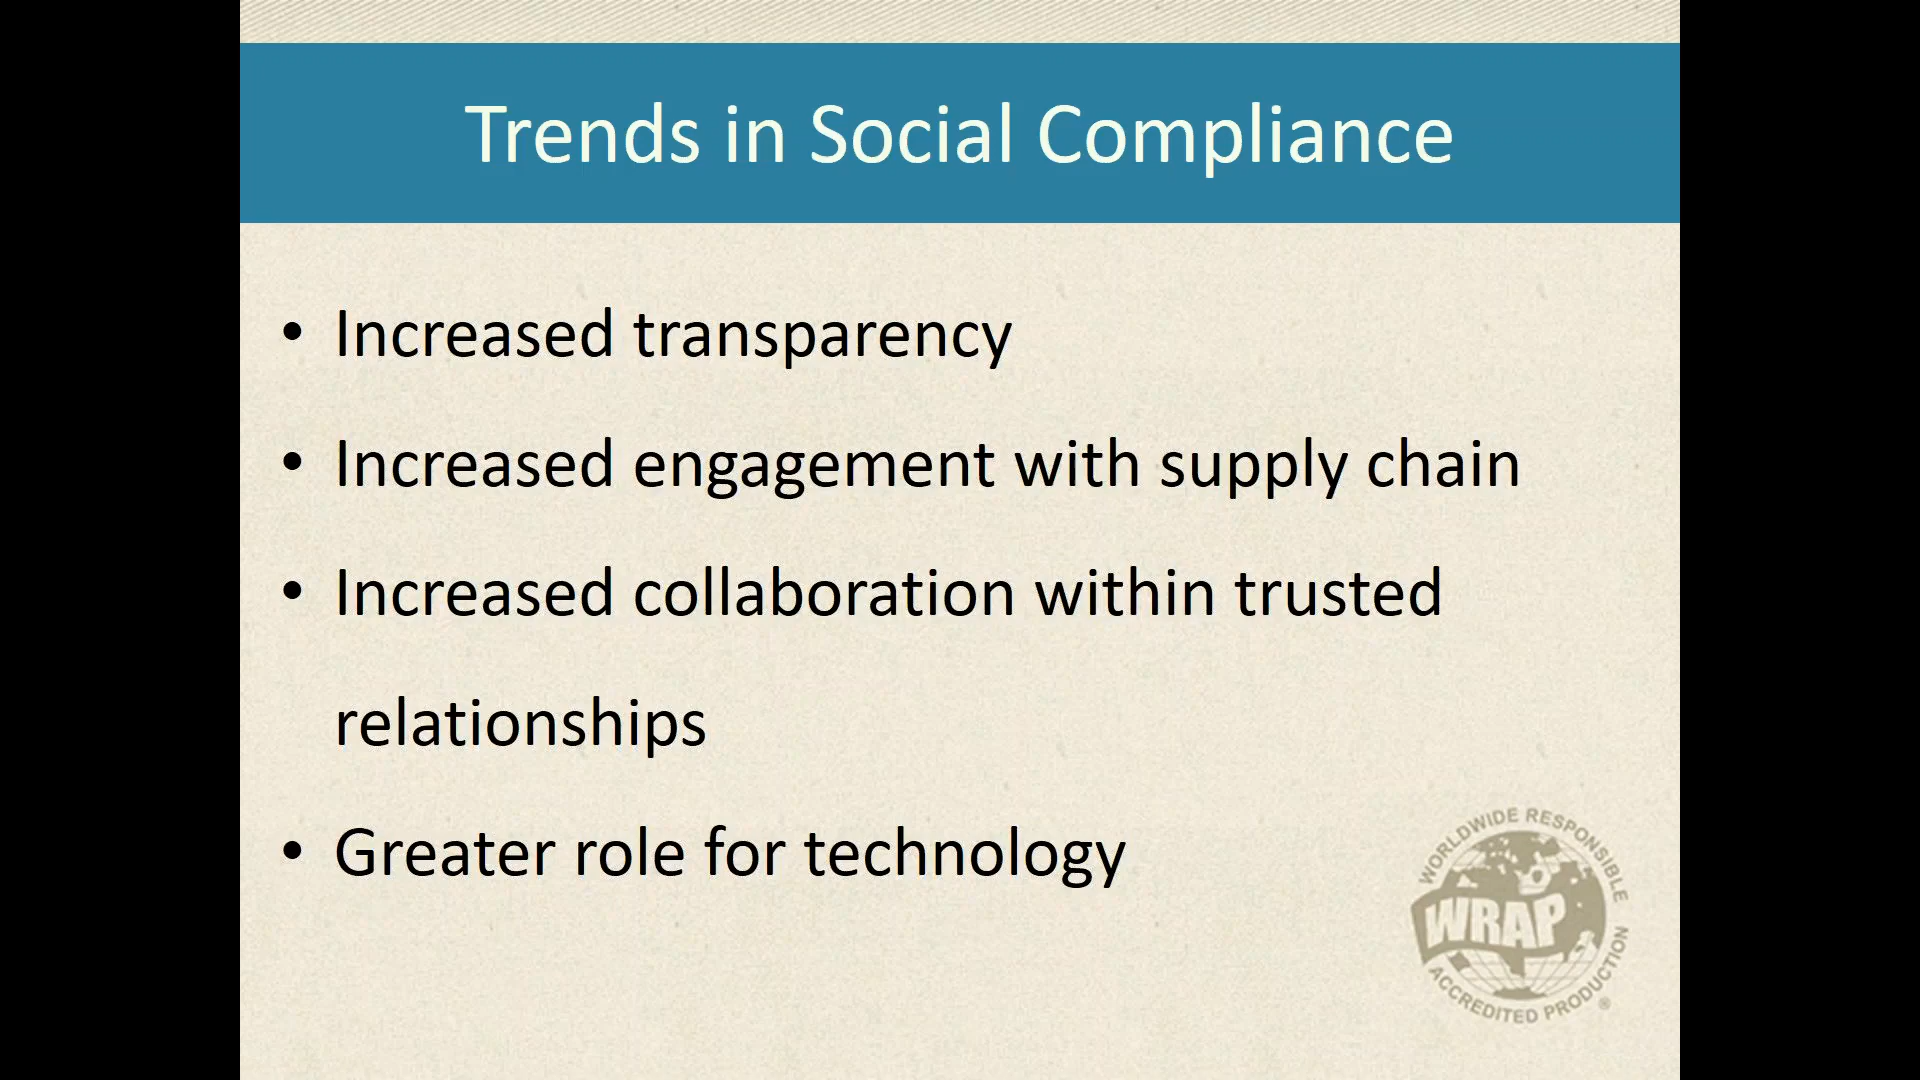 Trends in Social Compliance
• Increased transparency
• Increased engagement with supply chain
• Increased collaboration within trusted
relationships
• Greater role for technology
WORLDWIDE RESPONSIBLE
WRAP
ACCREDITED PRODUCTION ®